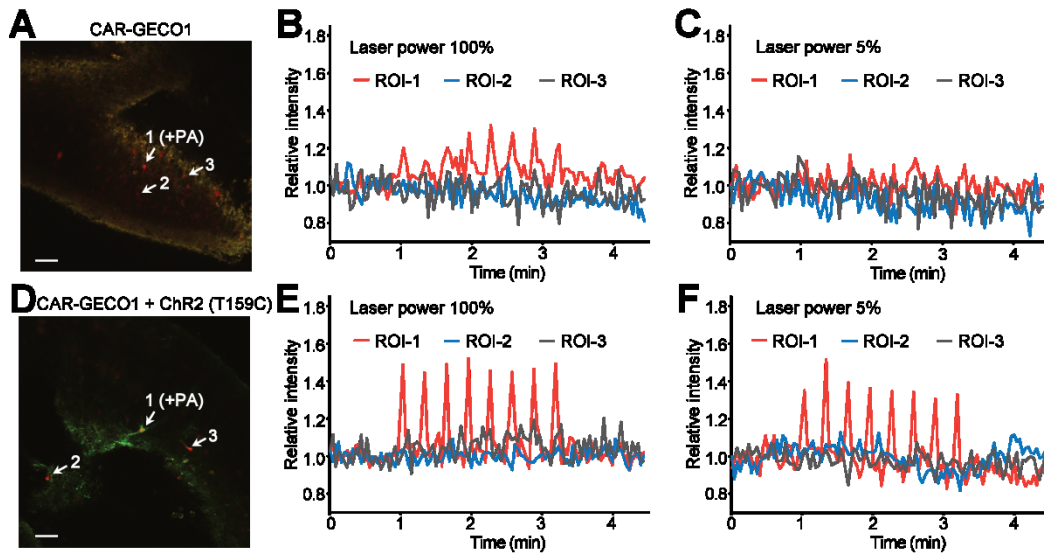 A
CAR-GECO1
1 (+PA)
2
3
B
Laser power 100%
ROI-1 ROI-2 ROI-3
Relative intensity
1.8
1.6
1.4
1.2
1.0
0.8
0 1 2 3 4
Time (min)
C
Laser power 5%
ROI-1 ROI-2 ROI-3
Relative intensity
1.8
1.6
1.4
1.2
1.0
0.8
0 1 2 3 4
Time (min)
D
CAR-GECO1 + ChR2 (T159C)
1 (+PA)
2
3
E
Laser power 100%
ROI-1 ROI-2 ROI-3
Relative intensity
1.8
1.6
1.4
1.2
1.0
0.8
0 1 2 3 4
Time (min)
F
Laser power 5%
ROI-1 ROI-2 ROI-3
Relative intensity
1.8
1.6
1.4
1.2
1.0
0.8
0 1 2 3 4
Time (min)